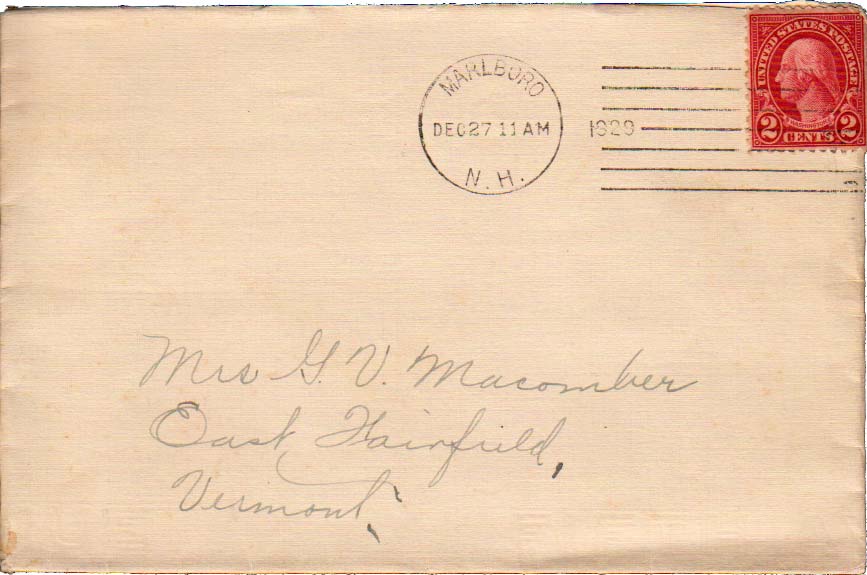 MARLBORO
DEC 27 11 AM
N. H.
1929
UNITED STATES POSTAGE
2 CENTS 2
Mrs G. V. Macomber
East Fairfield,
Vermont.